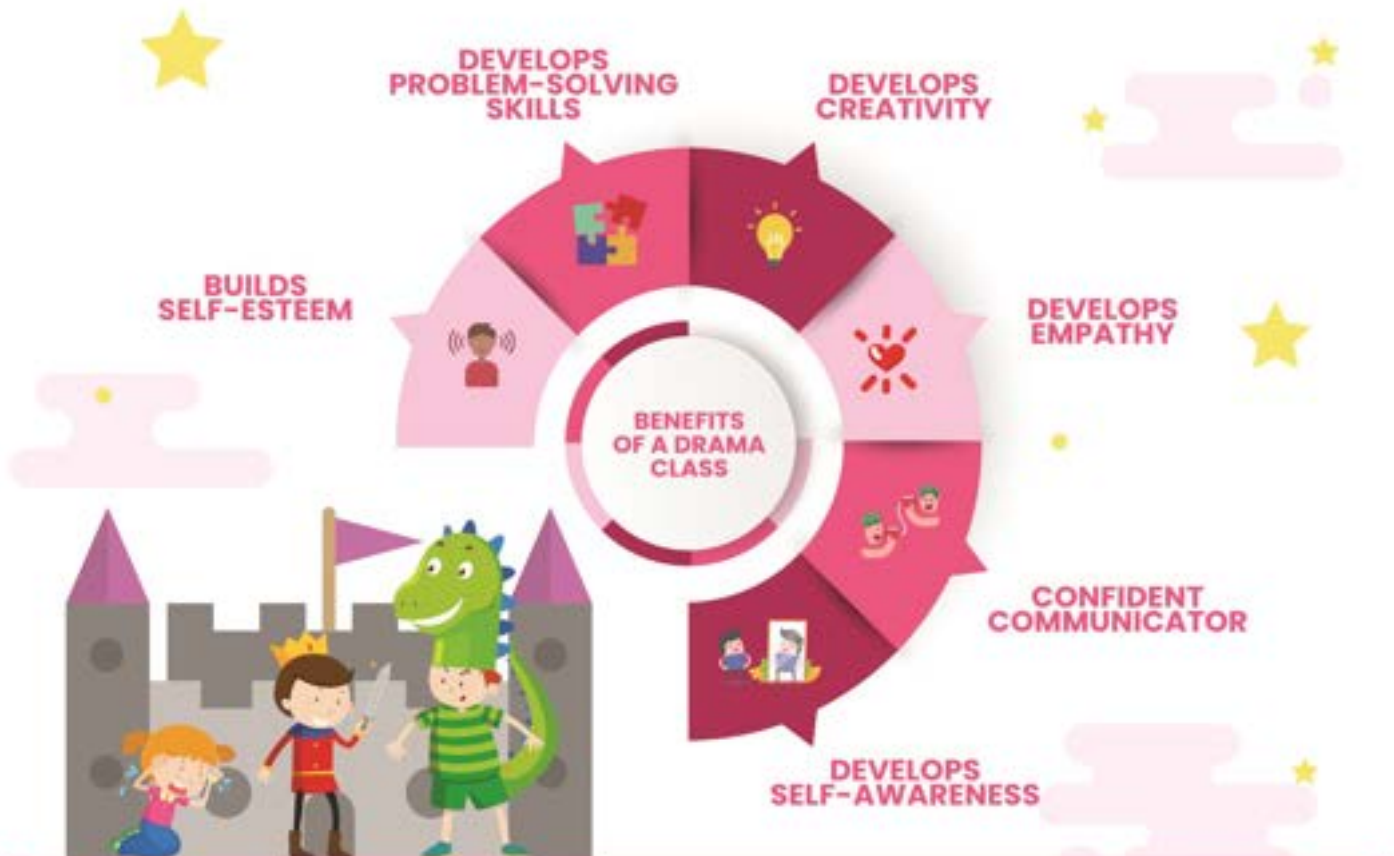 DEVELOPS
PROBLEM-SOLVING
SKILLS
DEVELOPS
CREATIVITY
BUILDS
SELF-ESTEEM
DEVELOPS
EMPATHY
BENEFITS
OF A DRAMA
CLASS
CONFIDENT
COMMUNICATOR
DEVELOPS
SELF-AWARENESS